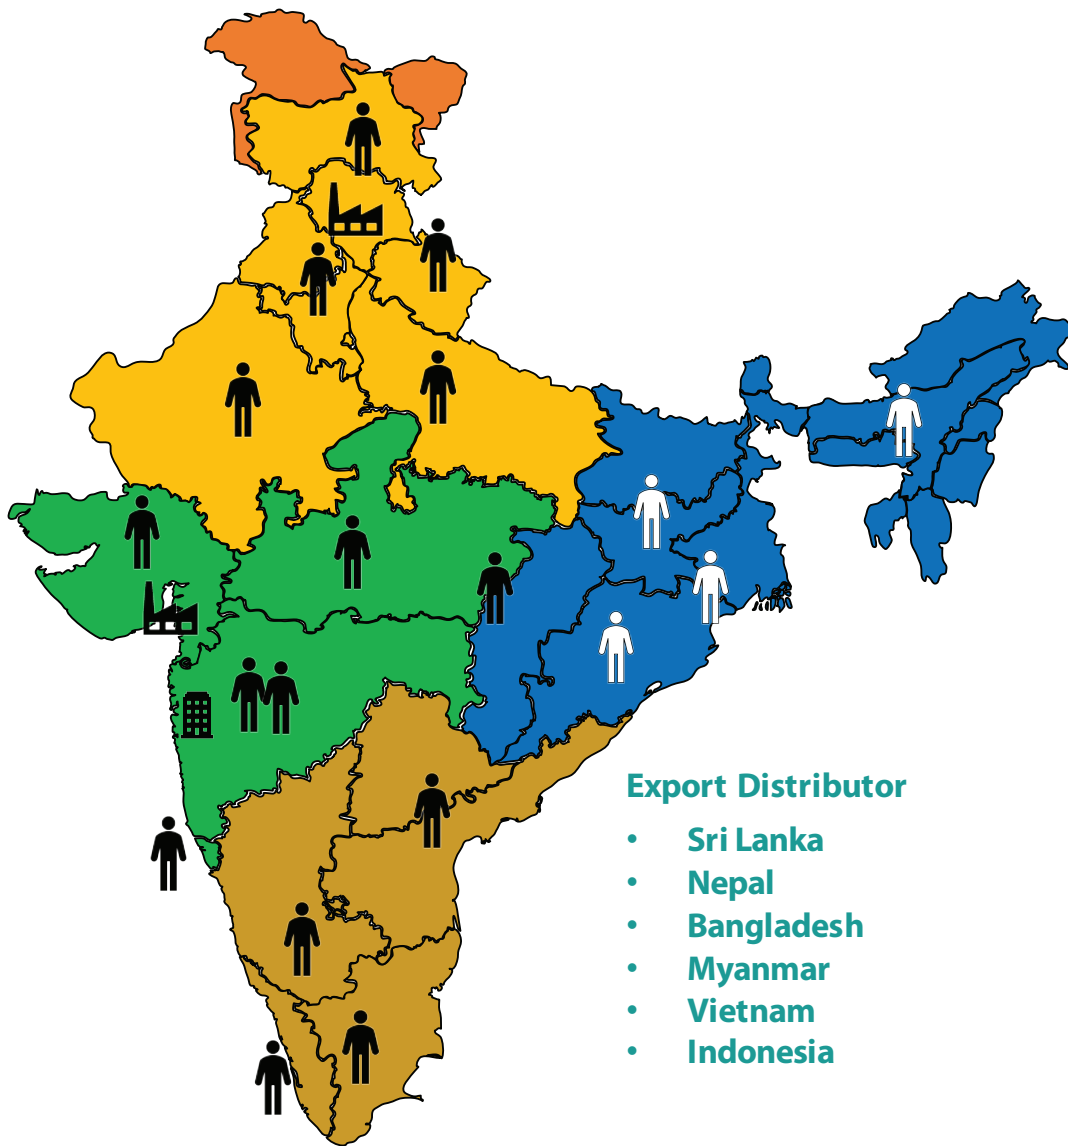 Export Distributor
• Sri Lanka
• Nepal
• Bangladesh
• Myanmar
• Vietnam
• Indonesia